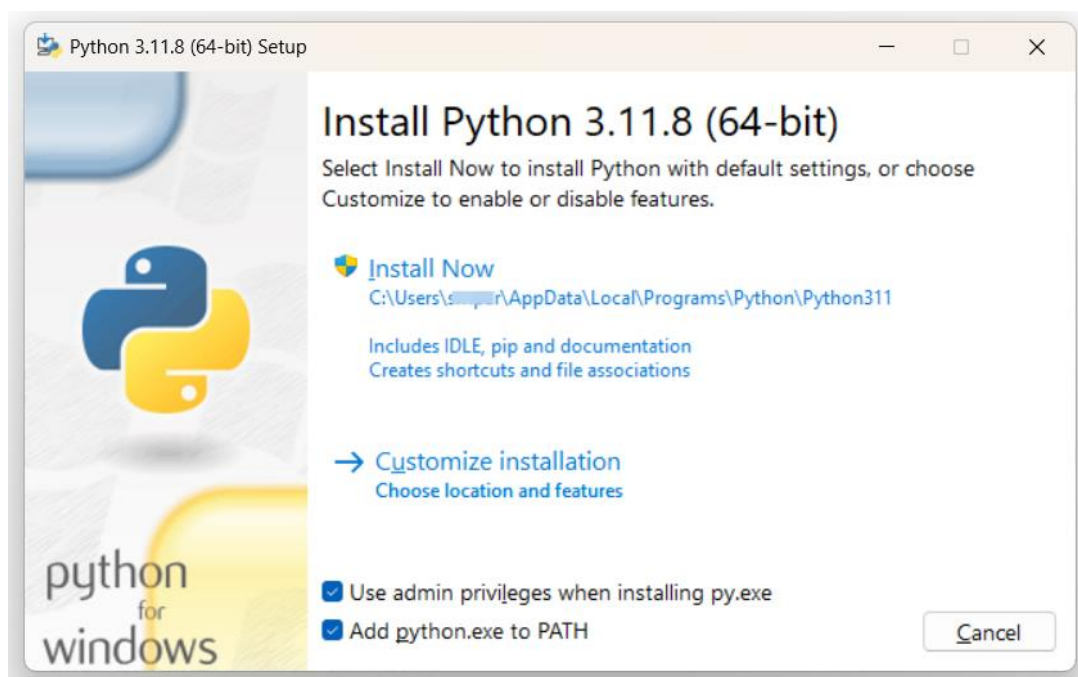 Python 3.11.8 (64-bit) Setup
Install Python 3.11.8 (64-bit)
Select Install Now to install Python with default settings, or choose
Customize to enable or disable features.
Install Now
C:\Users\ \AppData\Local\Programs\Python\Python311
Includes IDLE, pip and documentation
Creates shortcuts and file associations
Customize installation
Choose location and features
python
for
windows
Use admin privileges when installing py.exe
Add python.exe to PATH
Cancel